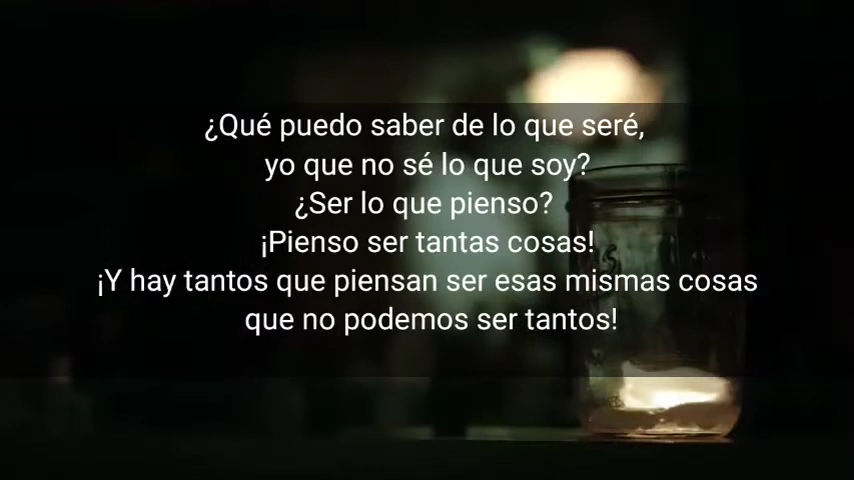 ¿Qué puedo saber de lo que seré,
yo que no sé lo que soy?
¿Ser lo que pienso?
¡Pienso ser tantas cosas!
¡Y hay tantos que piensan ser esas mismas cosas
que no podemos ser tantos!